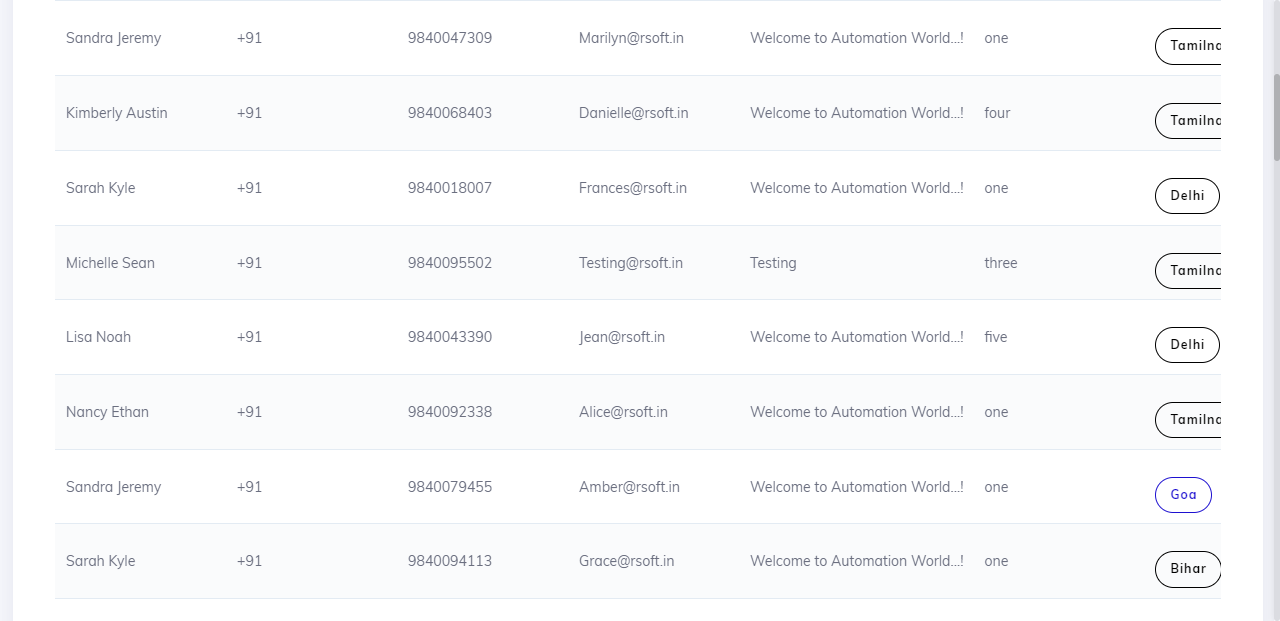 Sandra Jeremy +91 9840047309 Marilyn@rsoft.in Welcome to Automation World...! one
Kimberly Austin +91 9840068403 Danielle@rsoft.in Welcome to Automation World...! four
Sarah Kyle +91 9840018007 Frances@rsoft.in Welcome to Automation World...! one Delhi
Michelle Sean +91 9840095502 Testing@rsoft.in Testing three
Lisa Noah +91 9840043390 Jean@rsoft.in Welcome to Automation World...! five Delhi
Nancy Ethan +91 9840092338 Alice@rsoft.in Welcome to Automation World...! one
Sandra Jeremy +91 9840079455 Amber@rsoft.in Welcome to Automation World...! one Goa
Sarah Kyle +91 9840094113 Grace@rsoft.in Welcome to Automation World...! one Bihar